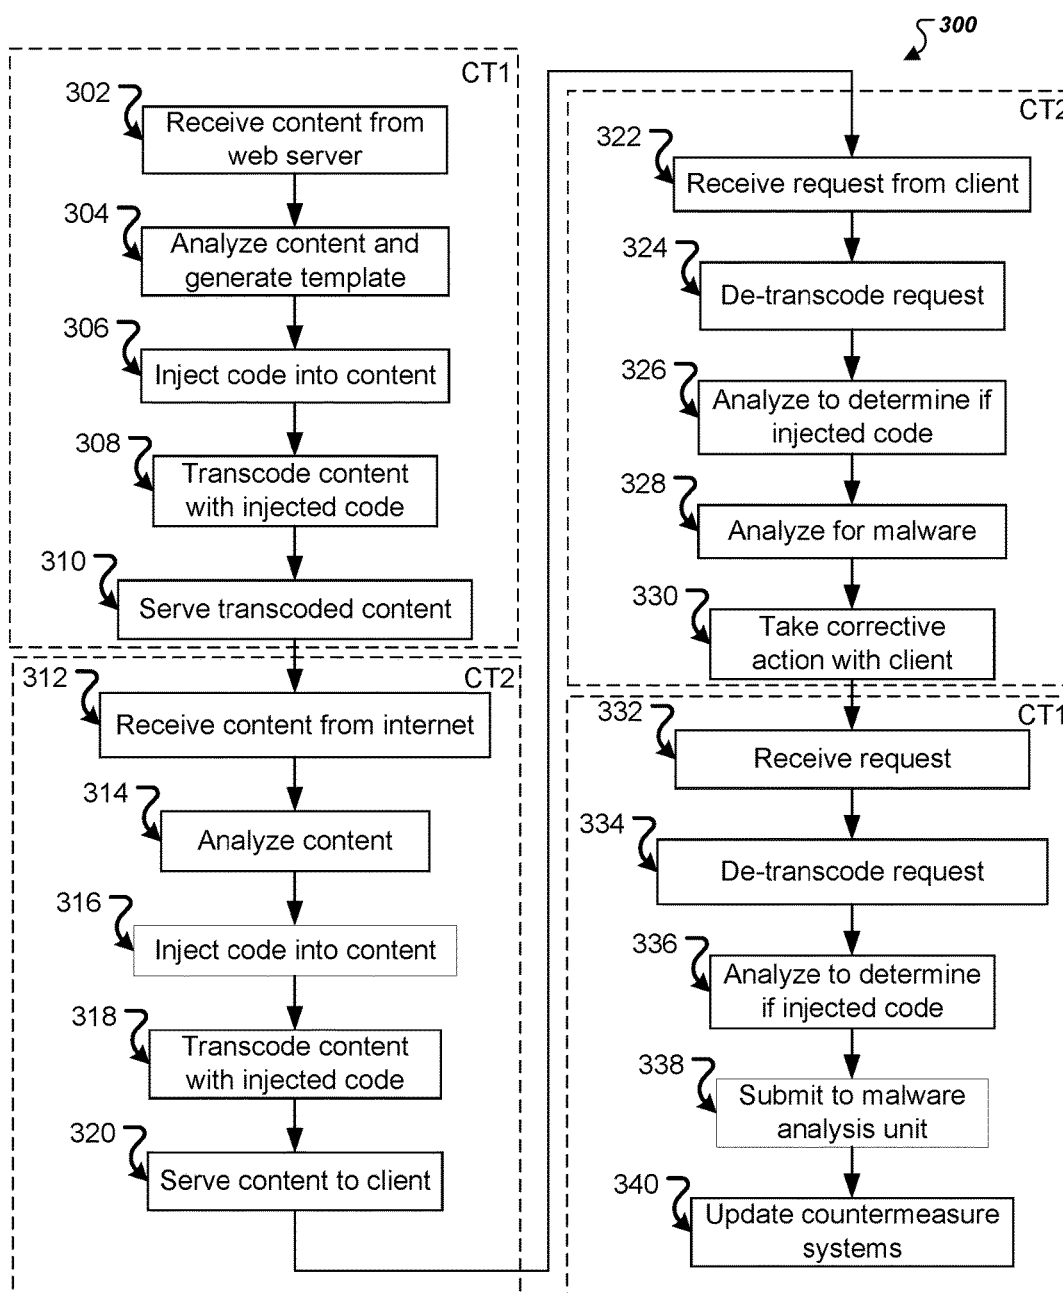 300
CT1
302
Receive content from
web server
304
Analyze content and
generate template
306
Inject code into content
308
Transcode content
with injected code
310
Serve transcoded content
CT2
312
Receive content from internet
314
Analyze content
316
Inject code into content
318
Transcode content
with injected code
320
Serve content to client
CT2
322
Receive request from client
324
De-transcode request
326
Analyze to determine if
injected code
328
Analyze for malware
330
Take corrective
action with client
CT1
332
Receive request
334
De-transcode request
336
Analyze to determine
if injected code
338
Submit to malware
analysis unit
340
Update countermeasure
systems